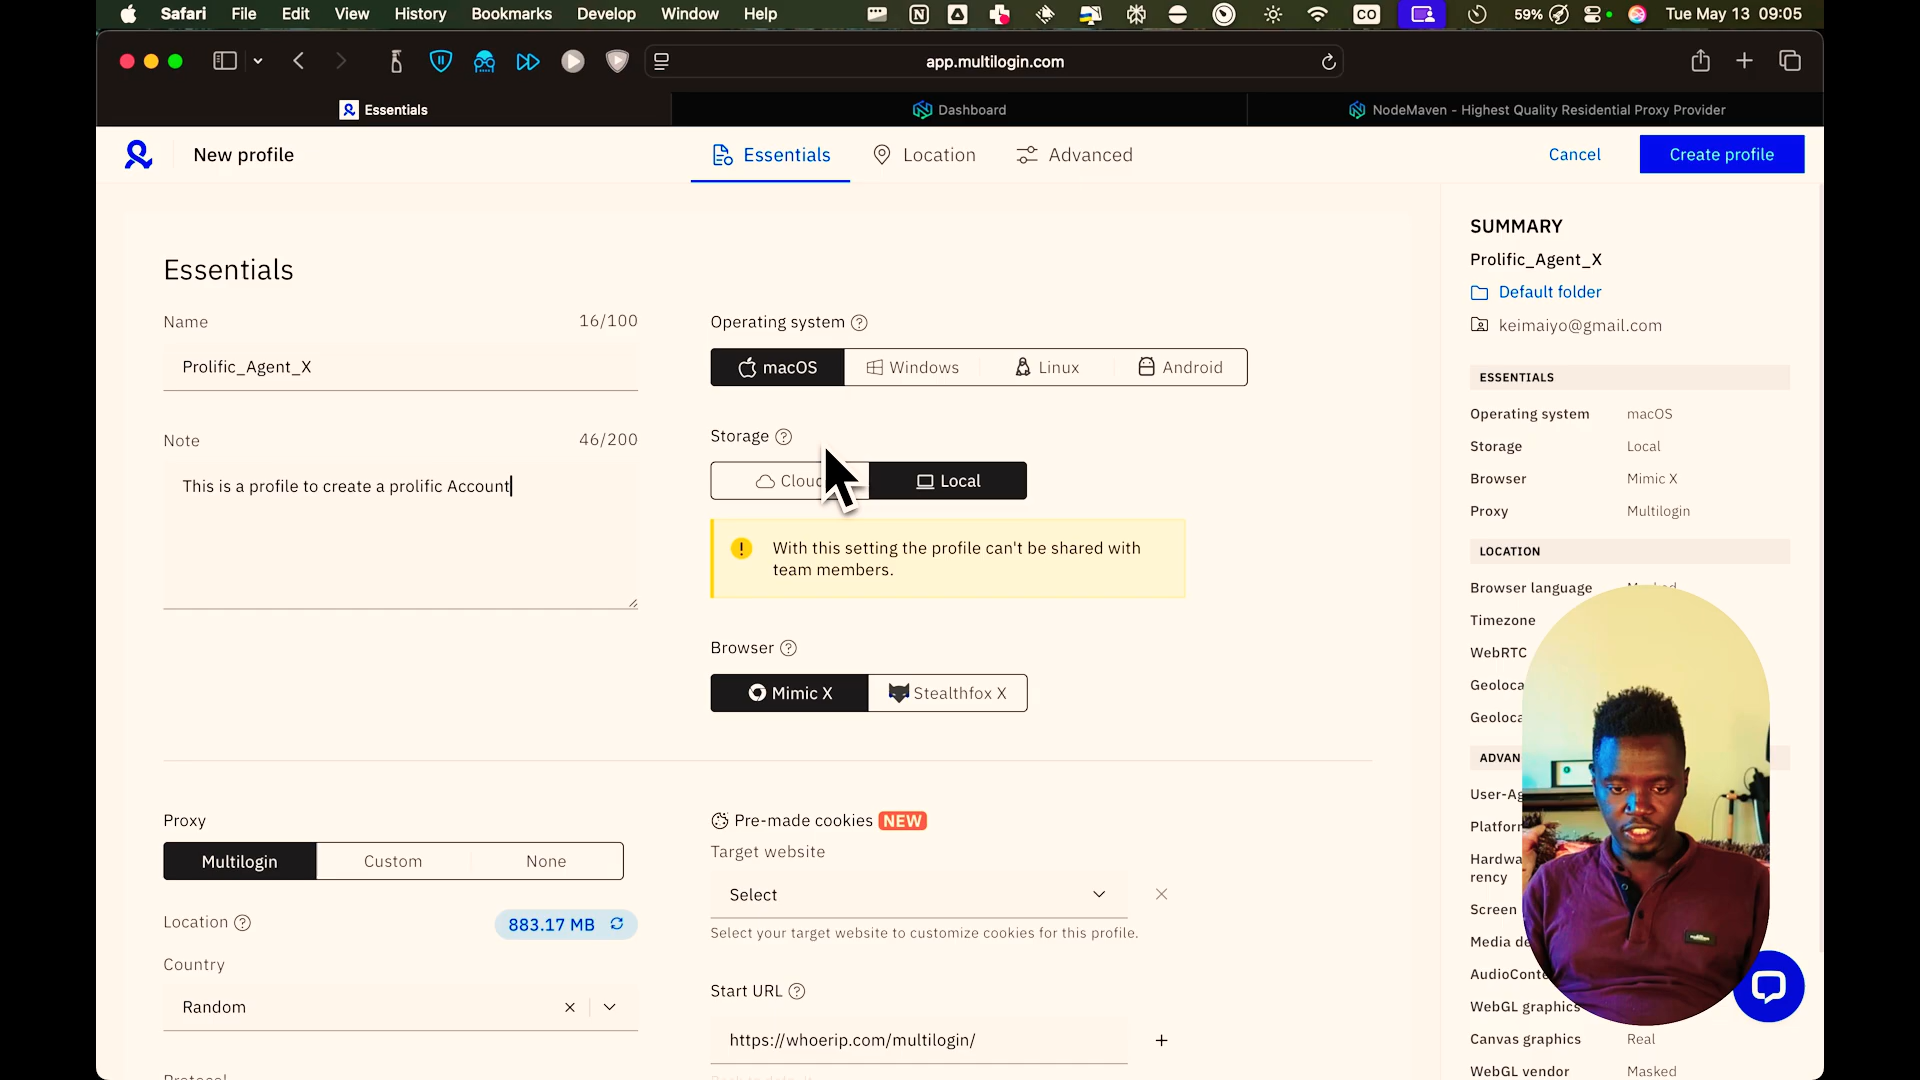 Safari File Edit View History Bookmarks Develop Window Help CO 59% Tue May 13 09:05
app.multilogin.com
Essentials Dashboard NodeMaven - Highest Quality Residential Proxy Provider
New profile Essentials Location Advanced Cancel Create profile
Essentials
Name 16/100
Prolific_Agent_X
Note 46/200
This is a profile to create a prolific Account
Operating system
macOS Windows Linux Android
Storage
Local
With this setting the profile can't be shared with
team members.
Browser
Mimic X Stealthfox X
Proxy
Multilogin Custom None
Location 883.17 MB
Country
Random
Pre-made cookies NEW
Target website
Select
Select your target website to customize cookies for this profile.
Start URL
https://whoerip.com/multilogin/
SUMMARY
Prolific_Agent_X
Default folder
keimaiyo@gmail.com
ESSENTIALS
Operating system macOS
Storage Local
Browser Mimic X
Proxy Multilogin
LOCATION
Browser language
Timezone
WebRTC
Screen
WebGL graphics
Canvas graphics Real
WebGL vendor Masked